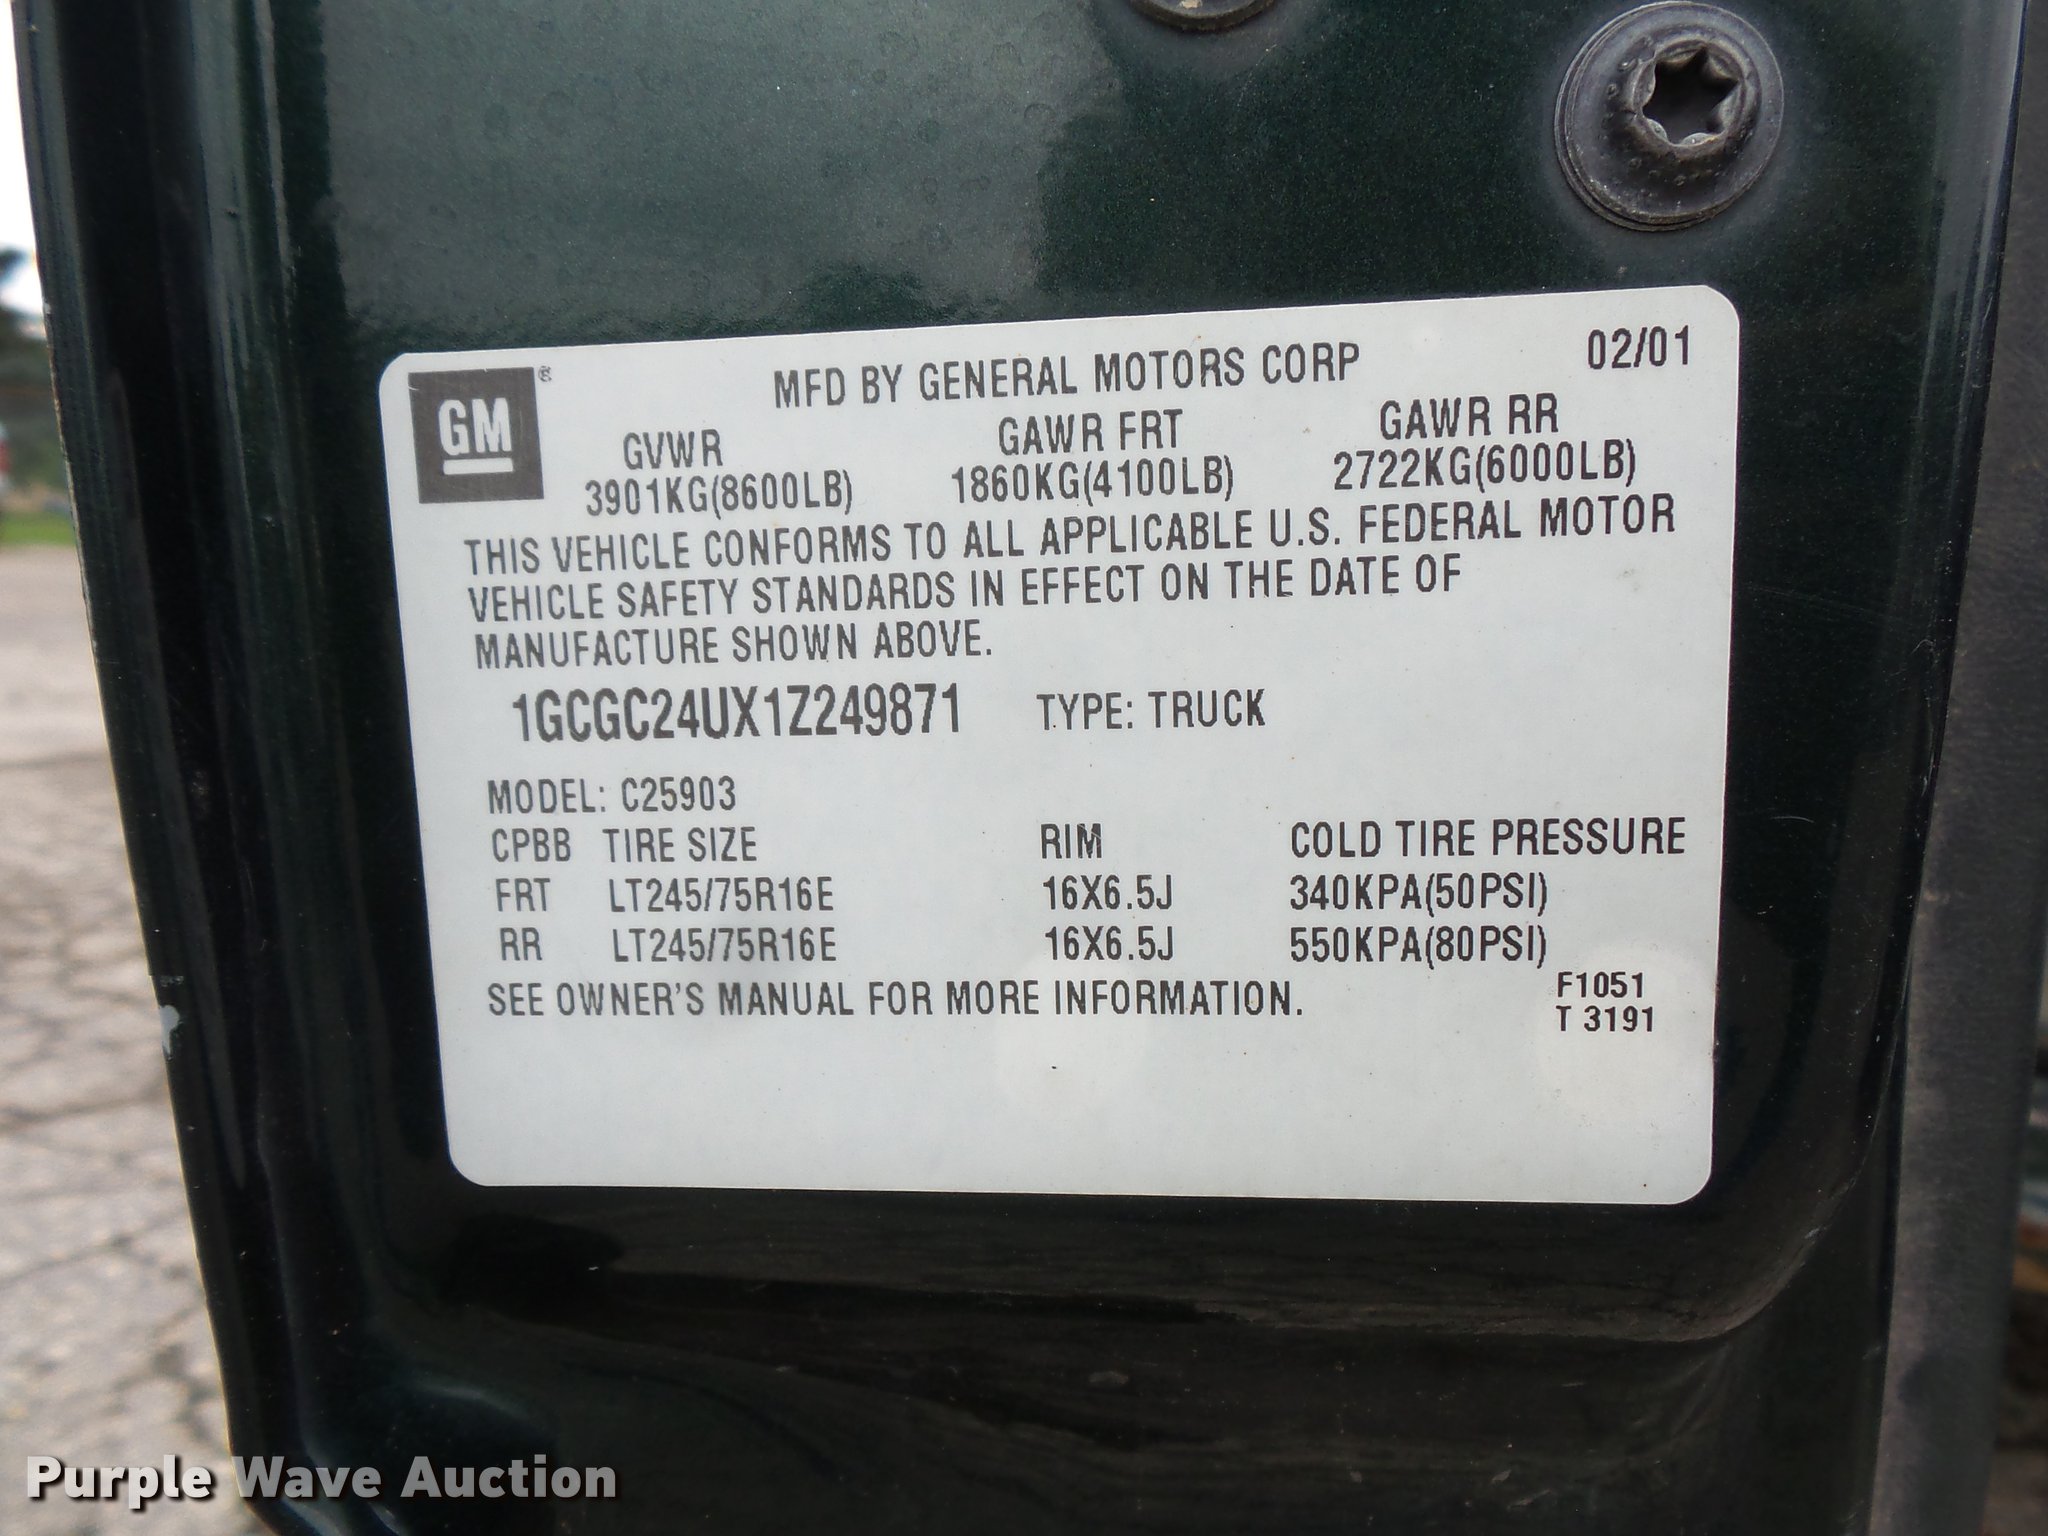 MFD BY GENERAL MOTORS CORP 02/01
GM®
GVWR GAWR FRT GAWR RR
3901KG(8600LB) 1860KG(4100LB) 2722KG(6000LB)
THIS VEHICLE CONFORMS TO ALL APPLICABLE U.S. FEDERAL MOTOR
VEHICLE SAFETY STANDARDS IN EFFECT ON THE DATE OF
MANUFACTURE SHOWN ABOVE.
1GCGC24UX1Z249871 TYPE: TRUCK
MODEL: C25903
CPBB TIRE SIZE RIM COLD TIRE PRESSURE
FRT LT245/75R16E 16X6.5J 340KPA(50PSI)
RR LT245/75R16E 16X6.5J 550KPA(80PSI)
SEE OWNER'S MANUAL FOR MORE INFORMATION.
F1051
T 3191
Purple Wave Auction